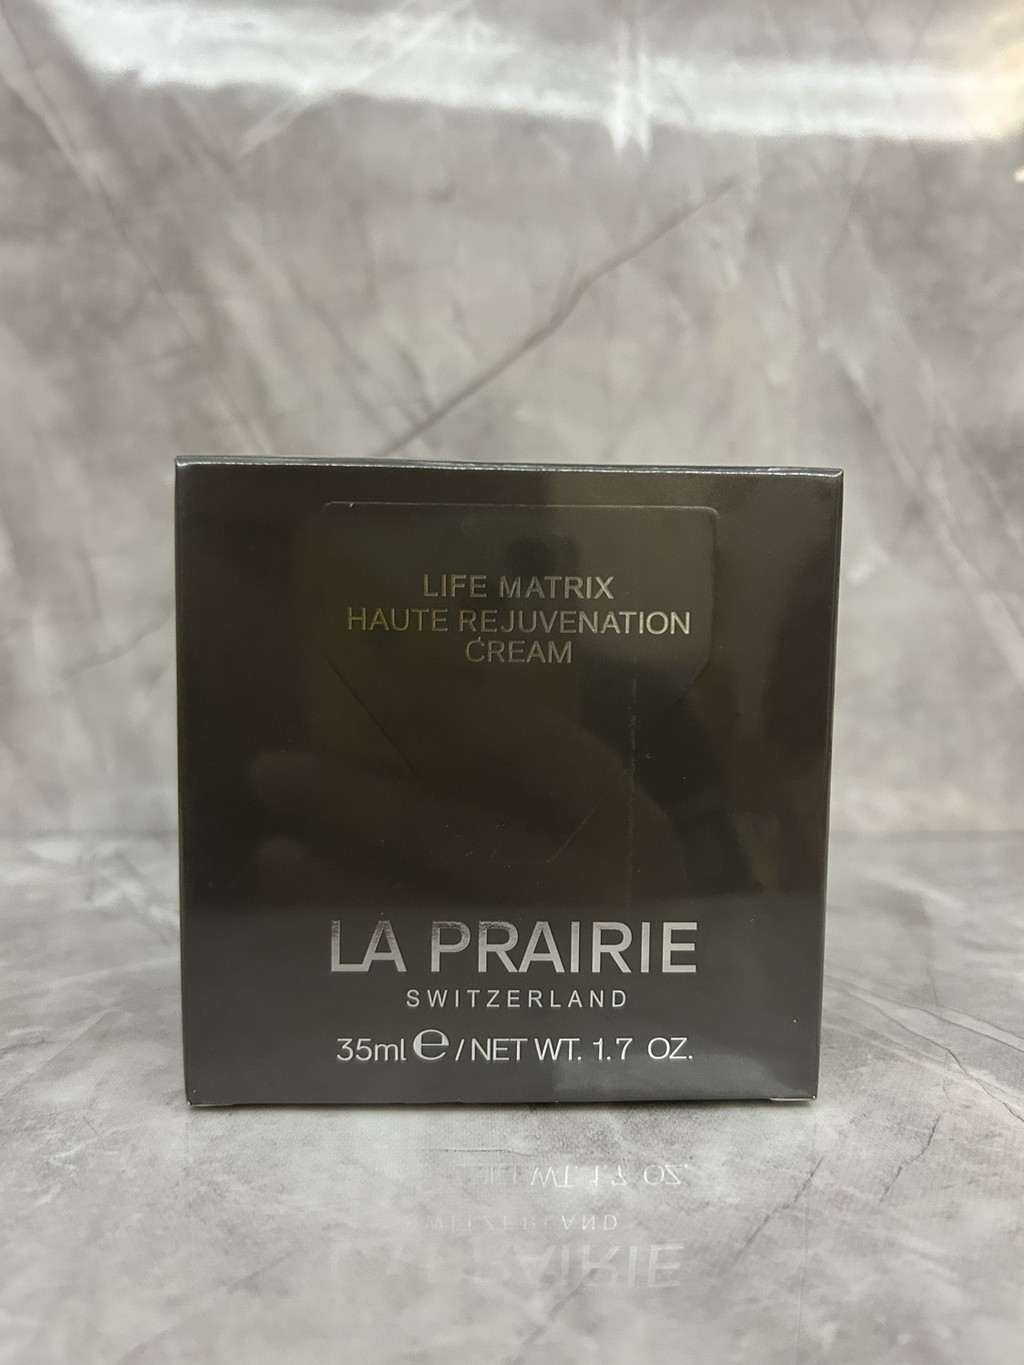 LIFE MATRIX
HAUTE REJUVENATION
CREAM
LA PRAIRIE
SWITZERLAND
35ml ℮ / NET WT. 1.7 OZ.